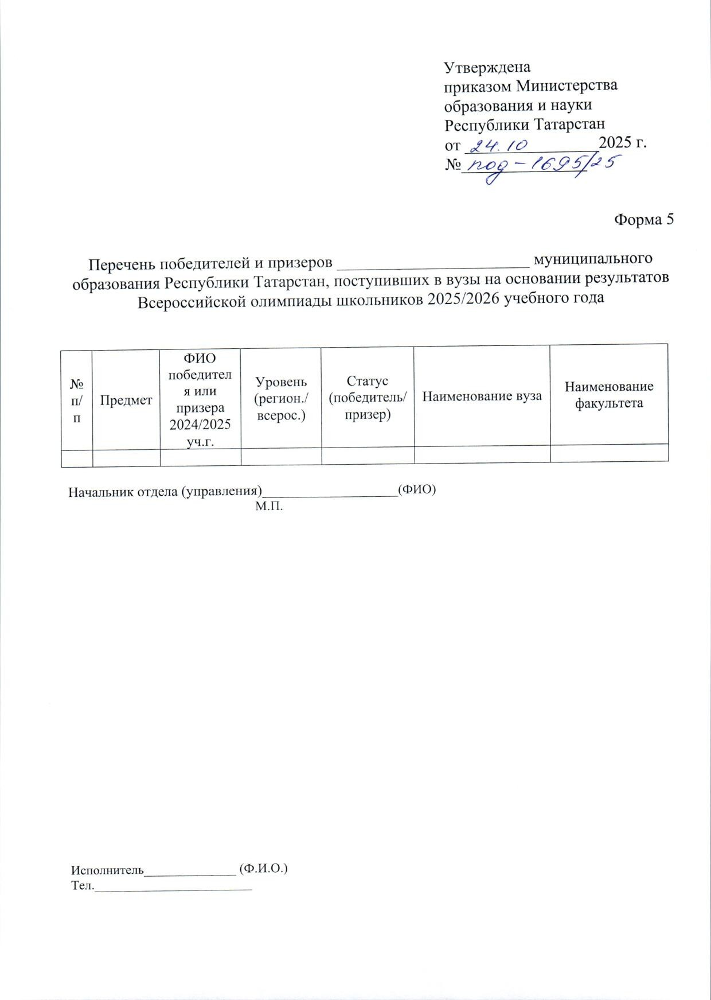 Утверждена
приказом Министерства
образования и науки
Республики Татарстан
от 24.10 2025 г.
№ под-1695/25
Форма 5
Перечень победителей и призеров ________________________ муниципального
образования Республики Татарстан, поступивших в вузы на основании результатов
Всероссийской олимпиады школьников 2025/2026 учебного года
№
п/
п
Предмет
ФИО
победител
я или
призера
2024/2025
уч.г.
Уровень
(регион./
всерос.)
Статус
(победитель/
призер)
Наименование вуза
Наименование
факультета
Начальник отдела (управления)___________________(ФИО)
М.П.
Исполнитель_____________ (Ф.И.О.)
Тел.______________________